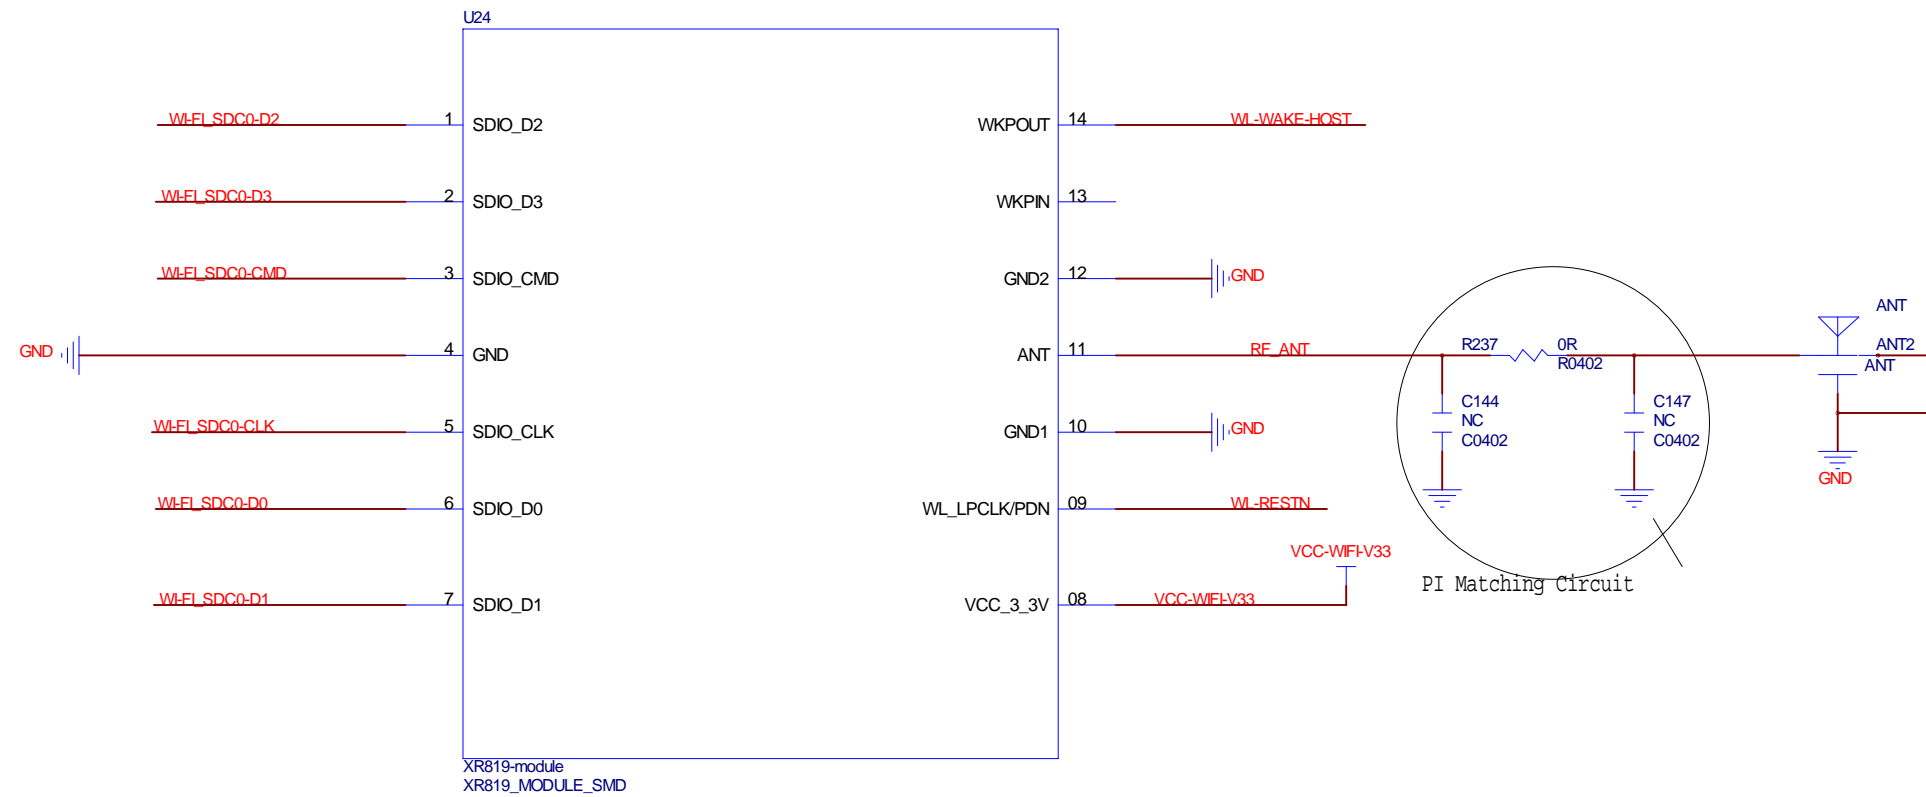 U24
WI-FI_SDC0-D2 1 SDIO_D2 WKPOUT 14 WL-WAKE-HOST
WI-FI_SDC0-D3 2 SDIO_D3 WKPIN 13
WI-FI_SDC0-CMD 3 SDIO_CMD GND2 12 GND
ANT
GND 4 GND ANT 11 RF_ANT R237 0R ANT2
R0402 ANT
C144 C147
NC NC
C0402 C0402
WI-FI_SDC0-CLK 5 SDIO_CLK GND1 10 GND
GND
WI-FI_SDC0-D0 6 SDIO_D0 WL_LPCLK/PDN 09 WL-RESTN
VCC-WIFI-V33
PI Matching Circuit
WI-FI_SDC0-D1 7 SDIO_D1 VCC_3_3V 08 VCC-WIFI-V33
XR819-module
XR819_MODULE_SMD